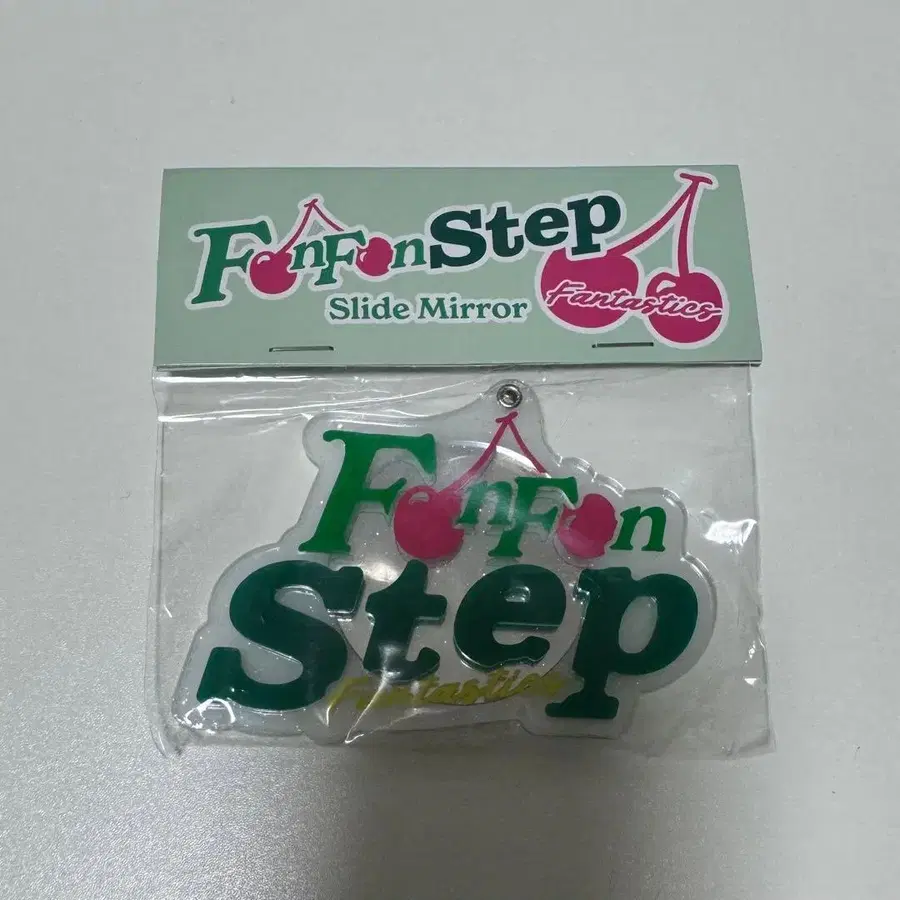 FanFanStep
Slide Mirror
Fantastics
FanFan
Step
Fantastics